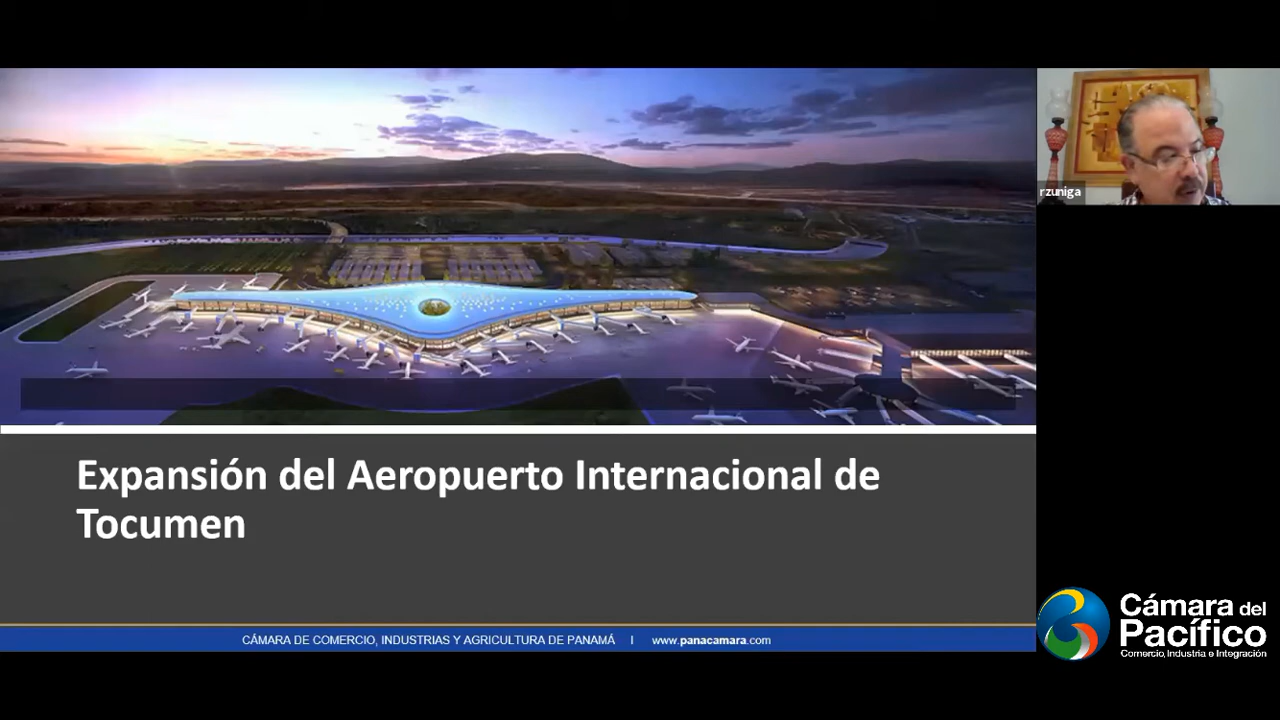 rzuniga
Expansión del Aeropuerto Internacional de
Tocumen
CÁMARA DE COMERCIO, INDUSTRIAS Y AGRICULTURA DE PANAMÁ I www.panacamara.com
Cámara del
Pacífico
Comercio, Industria e Integración